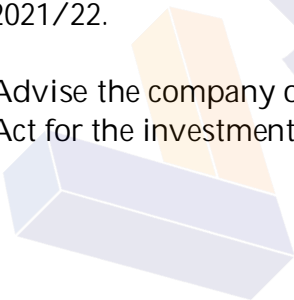 2021/22.
Advise the company
Act for the investment